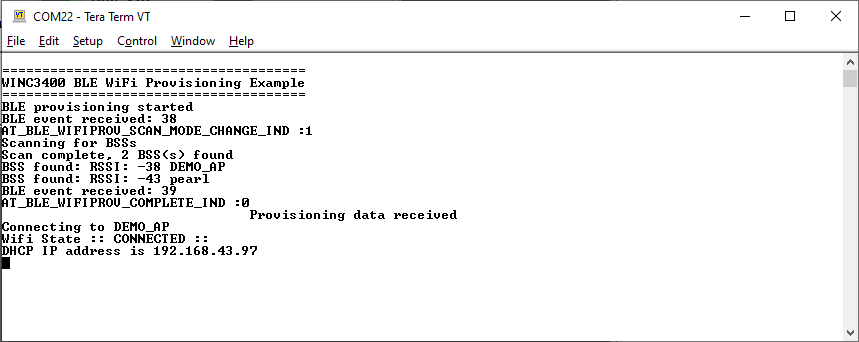 COM22 - Tera Term VT
File Edit Setup Control Window Help
======================================
WINC3400 BLE WiFi Provisioning Example
======================================
BLE provisioning started
BLE event received: 38
AT_BLE_WIFIPROV_SCAN_MODE_CHANGE_IND :1
Scanning for BSSs
Scan complete, 2 BSS(s) found
BSS found: RSSI: -38 DEMO_AP
BSS found: RSSI: -43 pearl
BLE event received: 39
AT_BLE_WIFIPROV_COMPLETE_IND :0
Provisioning data received
Connecting to DEMO_AP
Wifi State :: CONNECTED ::
DHCP IP address is 192.168.43.97